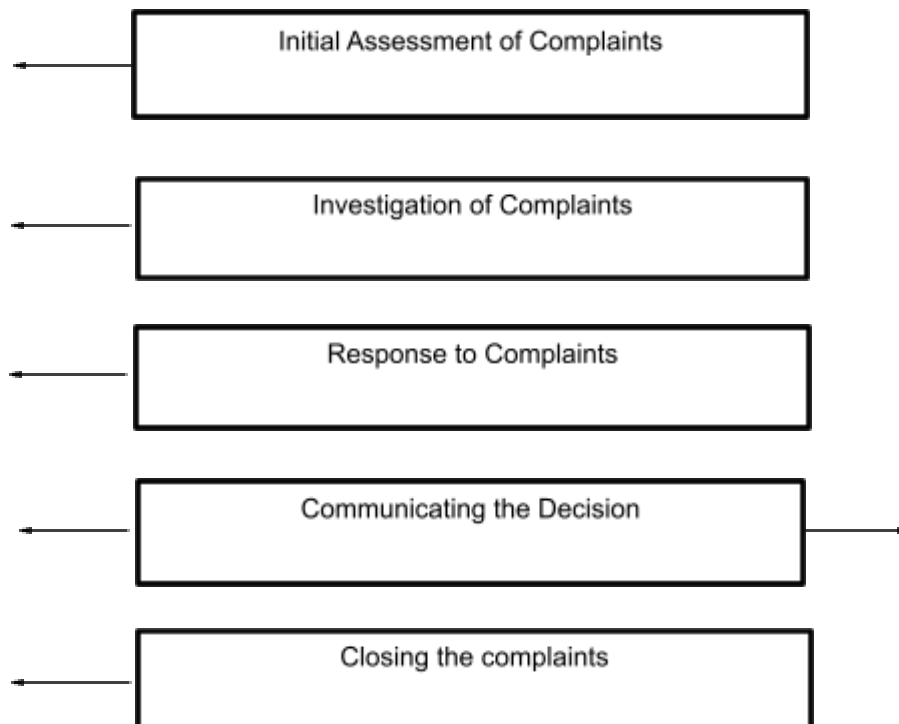 Initial Assessment of Complaints
Investigation of Complaints
Response to Complaints
Communicating the Decision
Closing the complaints